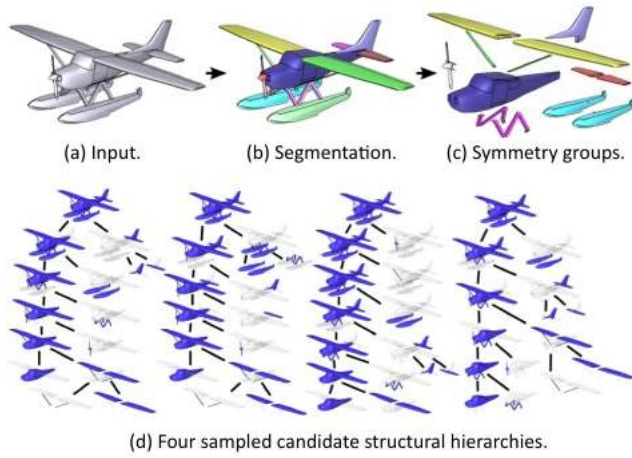 (a) Input.
(b) Segmentation.
(c) Symmetry groups.
(d) Four sampled candidate structural hierarchies.